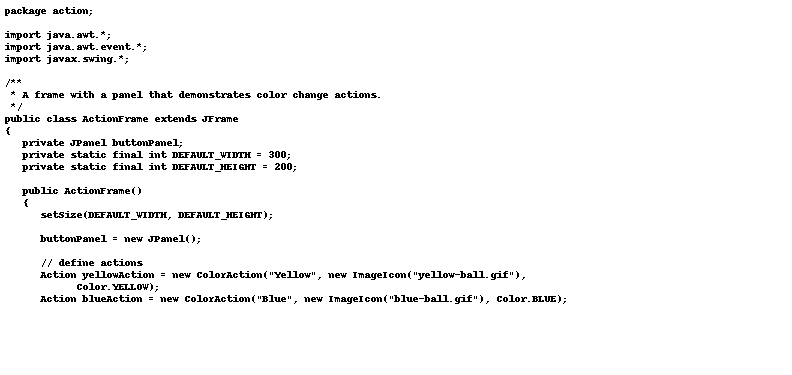 package action;

import java.awt.*;
import java.awt.event.*;
import javax.swing.*;

/**
 * A frame with a panel that demonstrates color change actions.
 */
public class ActionFrame extends JFrame
{
   private JPanel buttonPanel;
   private static final int DEFAULT_WIDTH = 300;
   private static final int DEFAULT_HEIGHT = 200;

   public ActionFrame()
   {
      setSize(DEFAULT_WIDTH, DEFAULT_HEIGHT);

      buttonPanel = new JPanel();

      // define actions
      Action yellowAction = new ColorAction("Yellow", new ImageIcon("yellow-ball.gif"),
            Color.YELLOW);
      Action blueAction = new ColorAction("Blue", new ImageIcon("blue-ball.gif"), Color.BLUE);